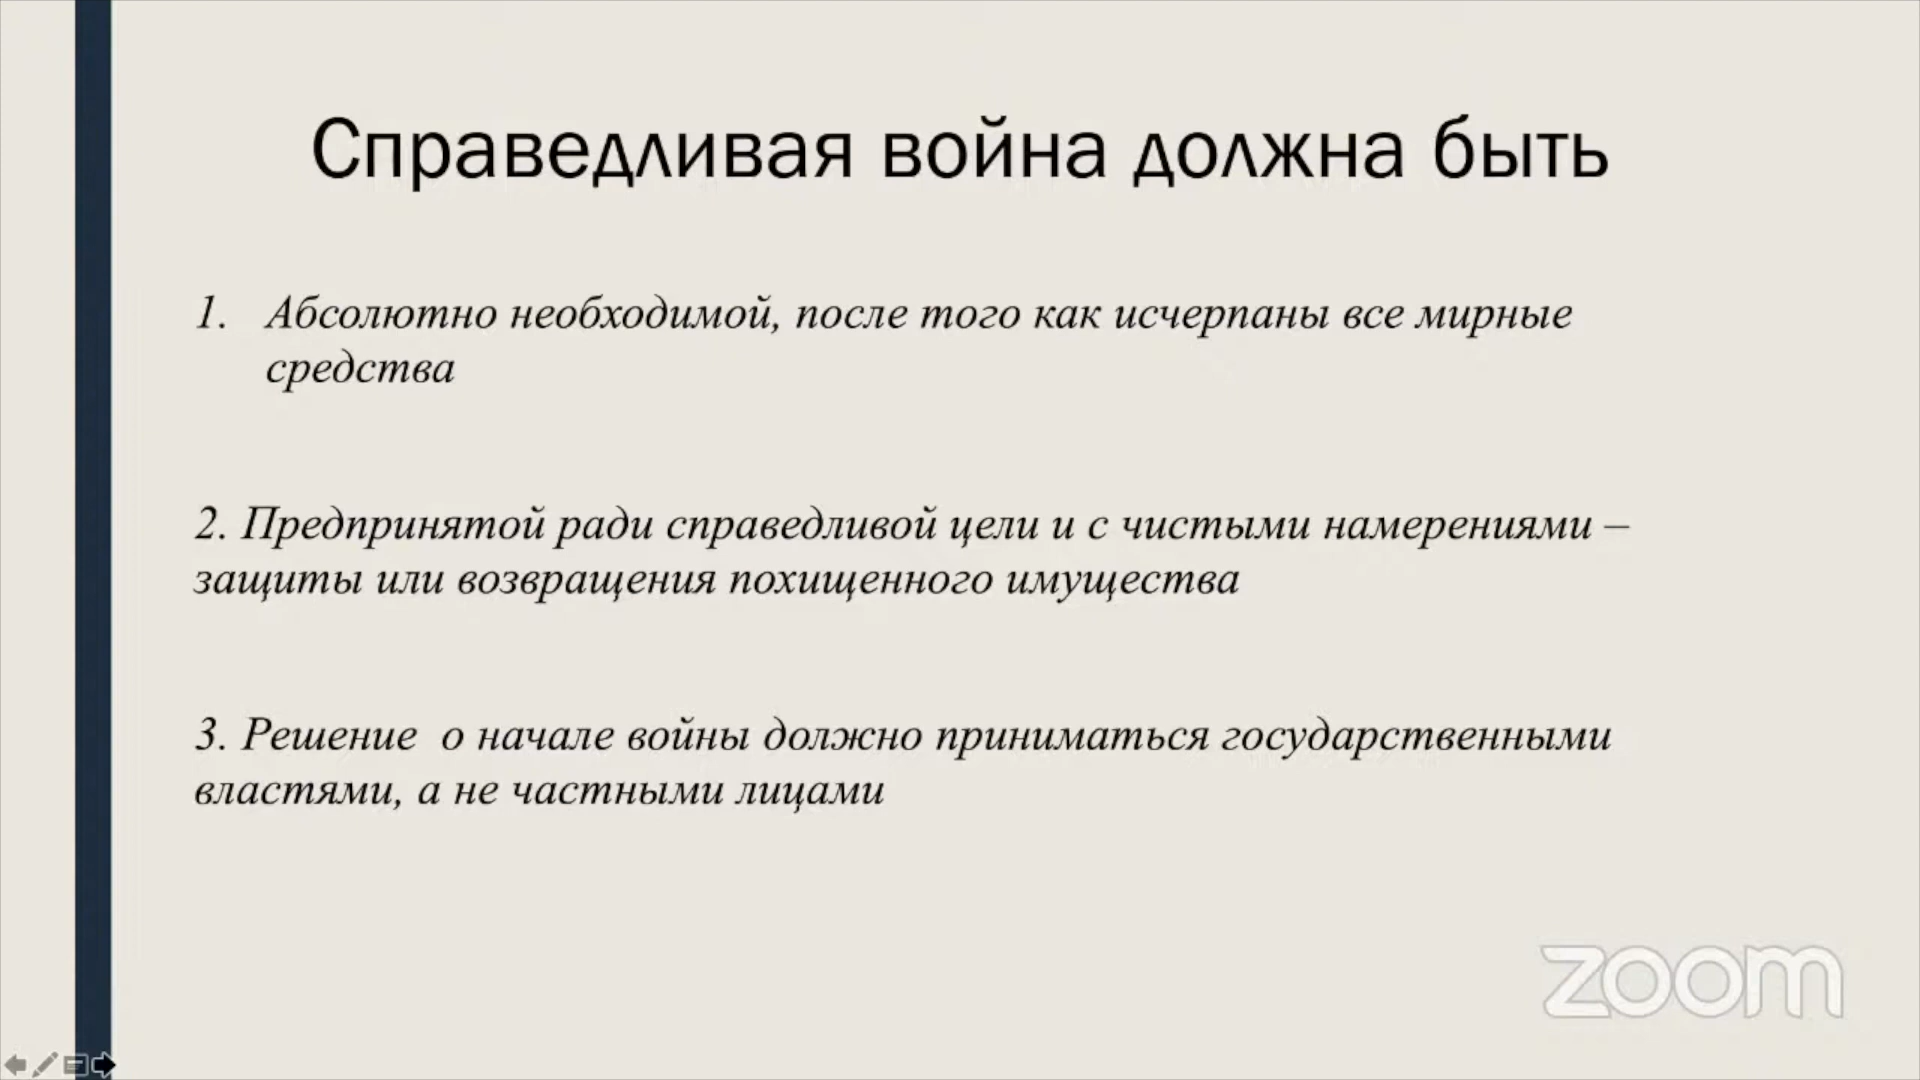 Справедливая война должна быть
1. Абсолютно необходимой, после того как исчерпаны все мирные
средства
2. Предпринятой ради справедливой цели и с чистыми намерениями –
защиты или возвращения похищенного имущества
3. Решение о начале войны должно приниматься государственными
властями, а не частными лицами
zoom